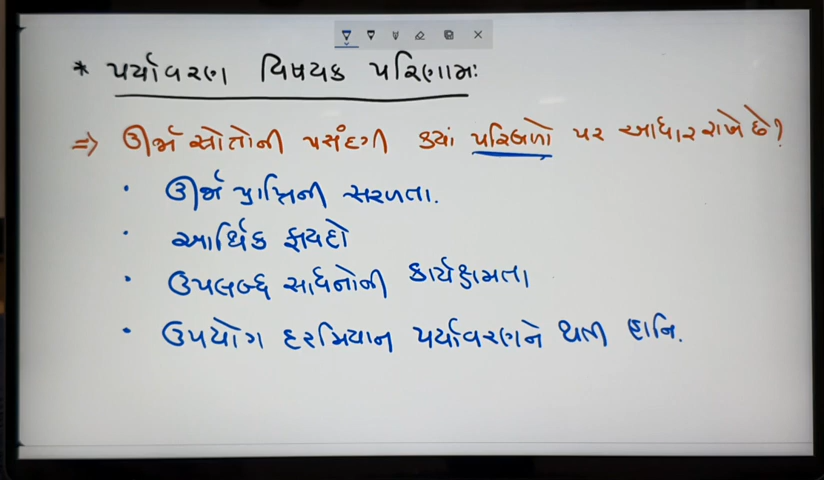 * પર્યાવરણ વિષયક પરિણામઃ
⇒ ઊર્જા સ્રોતોની પસંદગી કયાં પરિબળો પર આધાર રાખે છે?
• ઊર્જા પ્રાપ્તિની સરળતા.
• આર્થિક ફાયદો
• ઉપલબ્ધ સાધનોની કાર્યક્ષમતા
• ઉપયોગ દરમિયાન પર્યાવરણને થતી હાનિ.